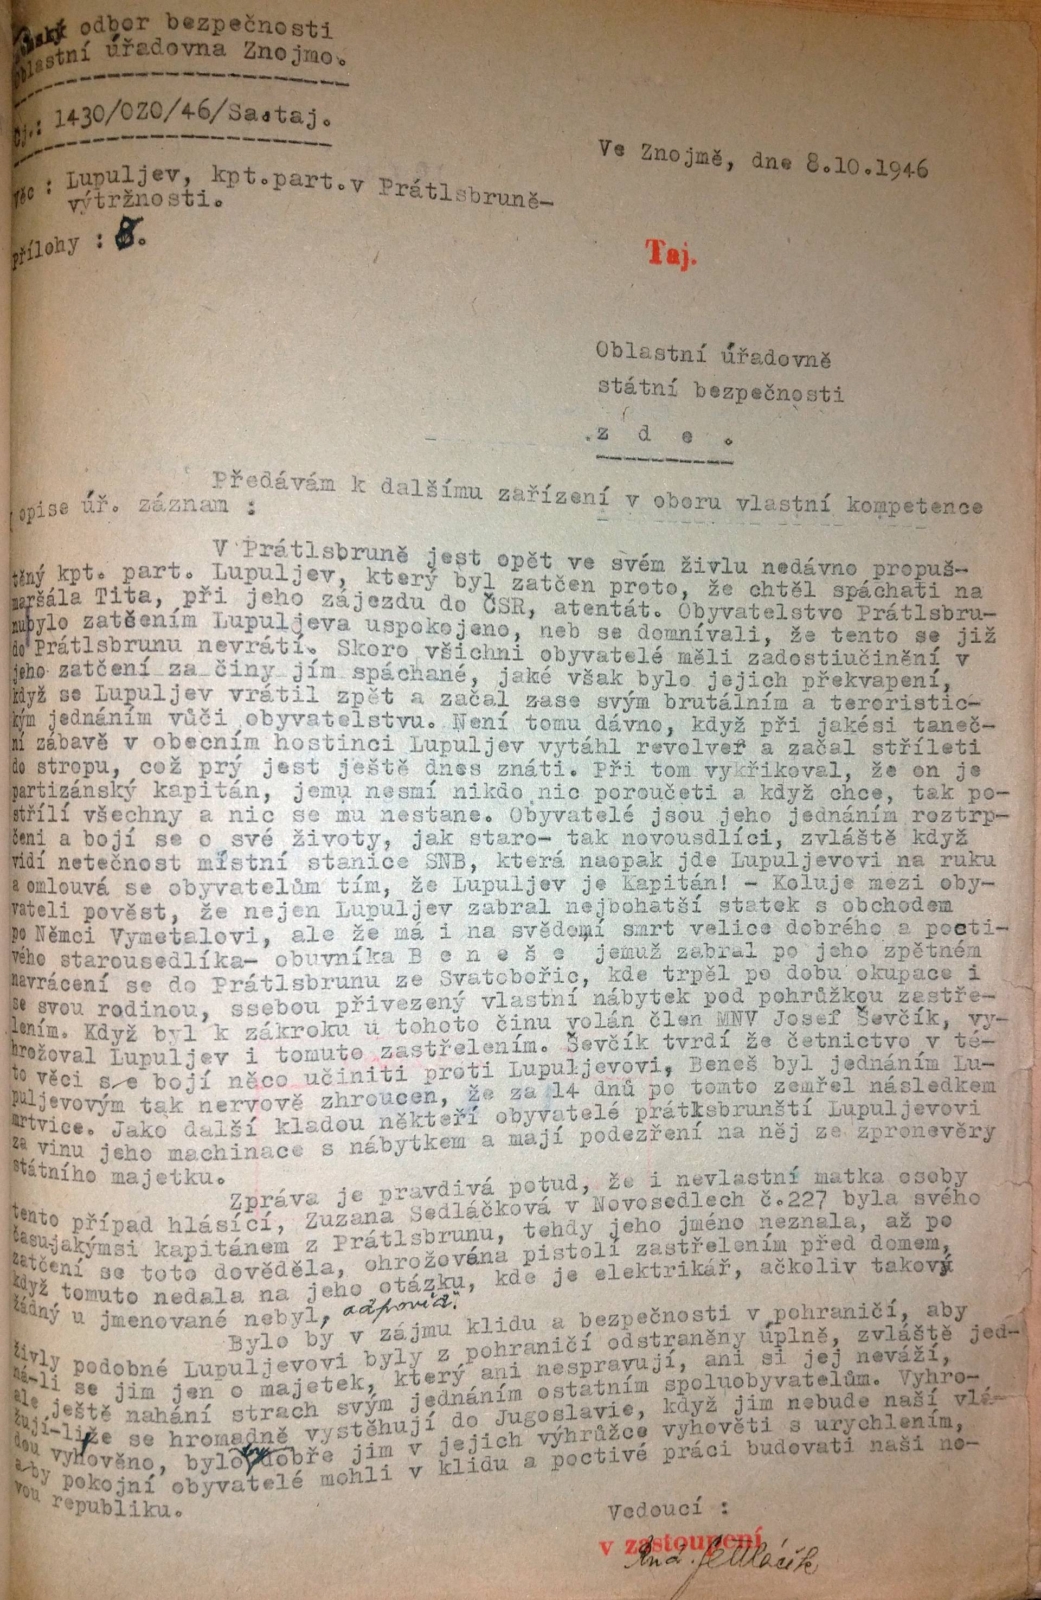 odbor bezpečnosti
oblastní úřadovna Znojmo.
Čj.: 1430/OZO/46/Sa.taj.
Ve Znojmě, dne 8.10.1946
Věc : Lupuljev, kpt.part.v Prátlsbruně-
výtržnosti.
přílohy : 8.
Taj.
Oblastní úřadovně
státní bezpečnosti
z d e .
Předávám k dalšímu zařízení v oboru vlastní kompetence
opise úř. záznam :
V Prátlsbruně jest opět ve svém živlu nedávno propuš-
těný kpt. part. Lupuljev, který byl zatčen proto, že chtěl spáchati na
maršála Tita, při jeho zájezdu do ČSR, atentát. Obyvatelstvo Prátlsbru-
nu bylo zatčením Lupuljeva uspokojeno, neb se domnívali, že tento se již
do Prátlsbrunu nevrátí. Skoro všichni obyvatelé měli zadostiučinění v
jeho zatčení za činy jím spáchané, jaké však bylo jejich překvapení,
když se Lupuljev vrátil zpět a začal zase svým brutálním a teroristic-
kým jednáním vůči obyvatelstvu. Není tomu dávno, když při jakési taneč-
ní zábavě v obecním hostinci Lupuljev vytáhl revolver a začal stříleti
do stropu, což prý jest ještě dnes znáti. Při tom vykřikoval, že on je
partizánský kapitán, jemu nesmí nikdo nic poroučeti a když chce, tak po-
střílí všechny a nic se mu nestane. Obyvatelé jsou jeho jednáním roztrp-
čeni a bojí se o své životy, jak staro- tak novousdlíci, zvláště když
vidí netečnost místní stanice SNB, která naopak jde Lupuljevovi na ruku
a omlouvá se obyvatelům tím, že Lupuljev je Kapitán! - Koluje mezi oby-
vateli pověst, že nejen Lupuljev zabral nejbohatší statek s obchodem
po Němci Vymetalovi, ale že má i na svědomí smrt velice dobrého a pocti-
vého starousedlíka- obuvníka B e n e š e jemuž zabral po jeho zpětném
navrácení se do Prátlsbrunu ze Svatobořic, kde trpěl po dobu okupace i
se svou rodinou, ssebou přivezený vlastní nábytek pod pohrůžkou zastře-
lením. Když byl k zákroku u tohoto činu volán člen MNV Josef Ševčík, vy-
hrožoval Lupuljev i tomuto zastřelením. Ševčík tvrdí že četnictvo v té-
to věci se bojí něco učiniti proti Lupuljevovi, Beneš byl jednáním Lu-
puljevovým tak nervově zhroucen, že za 14 dnů po tomto zemřel následkem
mrtvice. Jako další kladou někteří obyvatelé prátlsbrunští Lupuljevovi
za vinu jeho machinace s nábytkem a mají podezření na něj ze zpronevěry
státního majetku.
Zpráva je pravdivá potud, že i nevlastní matka osoby
tento případ hlásící, Zuzana Sedláčková v Novosedlech č.227 byla svého
času jakýmsi kapitánem z Prátlsbrunu, tehdy jeho jméno neznala, až po
zatčení se toto dověděla, ohrožována pistolí zastřelením před domem,
když tomuto nedala na jeho otázku, kde je elektrikář, ačkoliv takový
žádný u jmenované nebyl, odpověď.
Bylo by v zájmu klidu a bezpečnosti v pohraničí, aby
živly podobné Lupuljevovi byly z pohraničí odstraněny úplně, zvláště jed-
ná-li se jim jen o majetek, který ani nespravují, ani si jej neváží,
ale ještě nahání strach svým jednáním ostatním spoluobyvatelům. Vyhro-
žují-li že se hromadně vystěhují do Jugoslavie, když jim nebude naší vlá-
dou vyhověno, bylo by dobře jim v jejich výhrůžce vyhověti s urychlením,
aby pokojní obyvatelé mohli v klidu a poctivé práci budovati naši no-
vou republiku.
Vedoucí :
v zastoupení